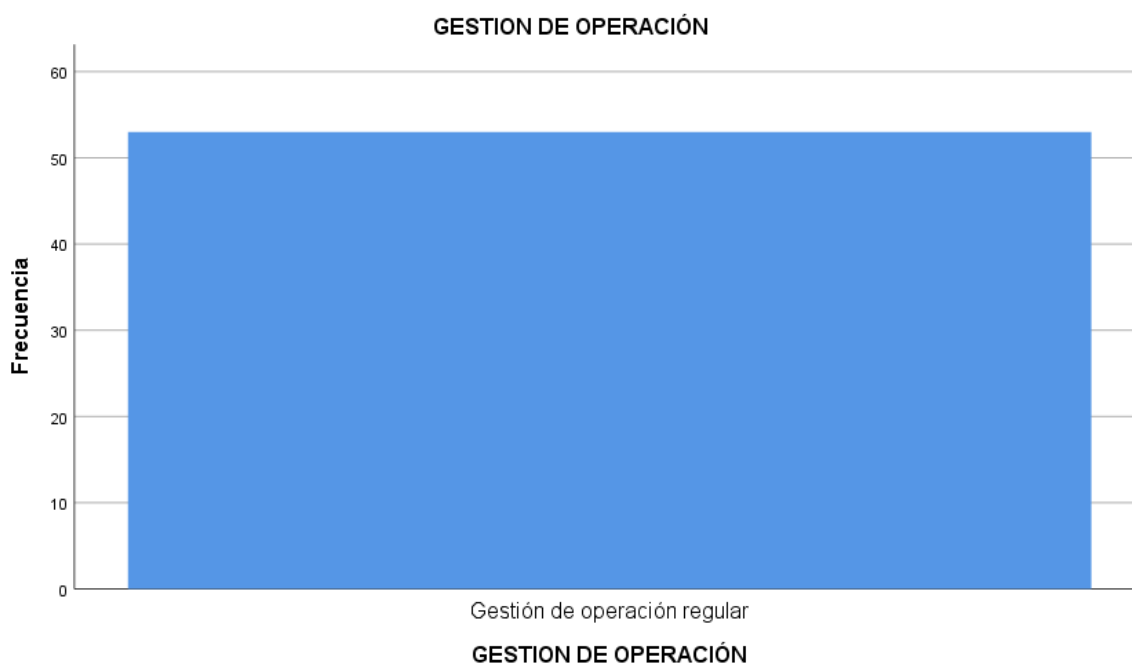 GESTION DE OPERACIÓN
60
50
40
30
20
10
0
Frecuencia
Gestión de operación regular
GESTION DE OPERACIÓN